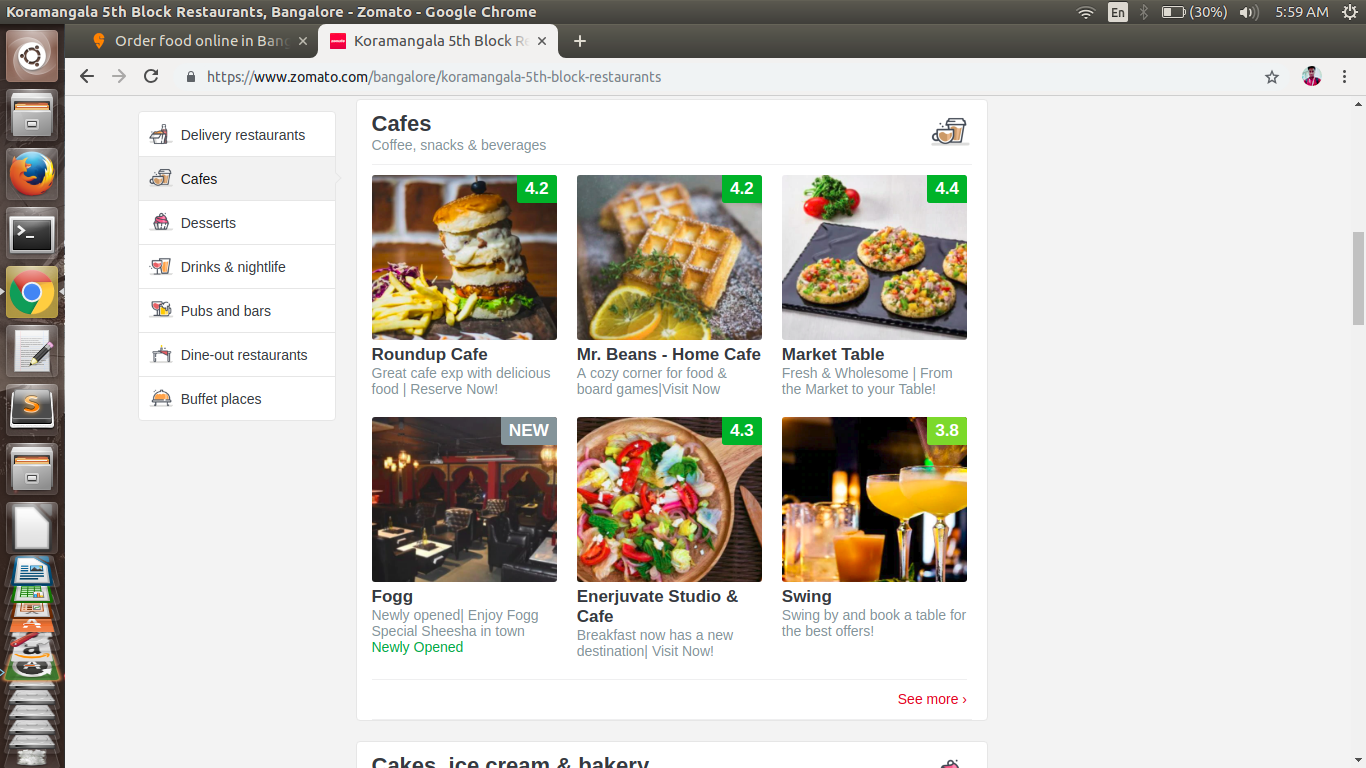 Koramangala 5th Block Restaurants, Bangalore - Zomato - Google Chrome
En
(30%)
5:59 AM
Order food online in Bang
Koramangala 5th Block Re
https://www.zomato.com/bangalore/koramangala-5th-block-restaurants
Delivery restaurants
Cafes
Desserts
Drinks & nightlife
Pubs and bars
Dine-out restaurants
Buffet places
Cafes
Coffee, snacks & beverages
4.2
Roundup Cafe
Great cafe exp with delicious
food | Reserve Now!
4.2
Mr. Beans - Home Cafe
A cozy corner for food &
board games|Visit Now
4.4
Market Table
Fresh & Wholesome | From
the Market to your Table!
NEW
Fogg
Newly opened| Enjoy Fogg
Special Sheesha in town
Newly Opened
4.3
Enerjuvate Studio &
Cafe
Breakfast now has a new
destination| Visit Now!
3.8
Swing
Swing by and book a table for
the best offers!
See more ›
Cakes, ice cream & bakery